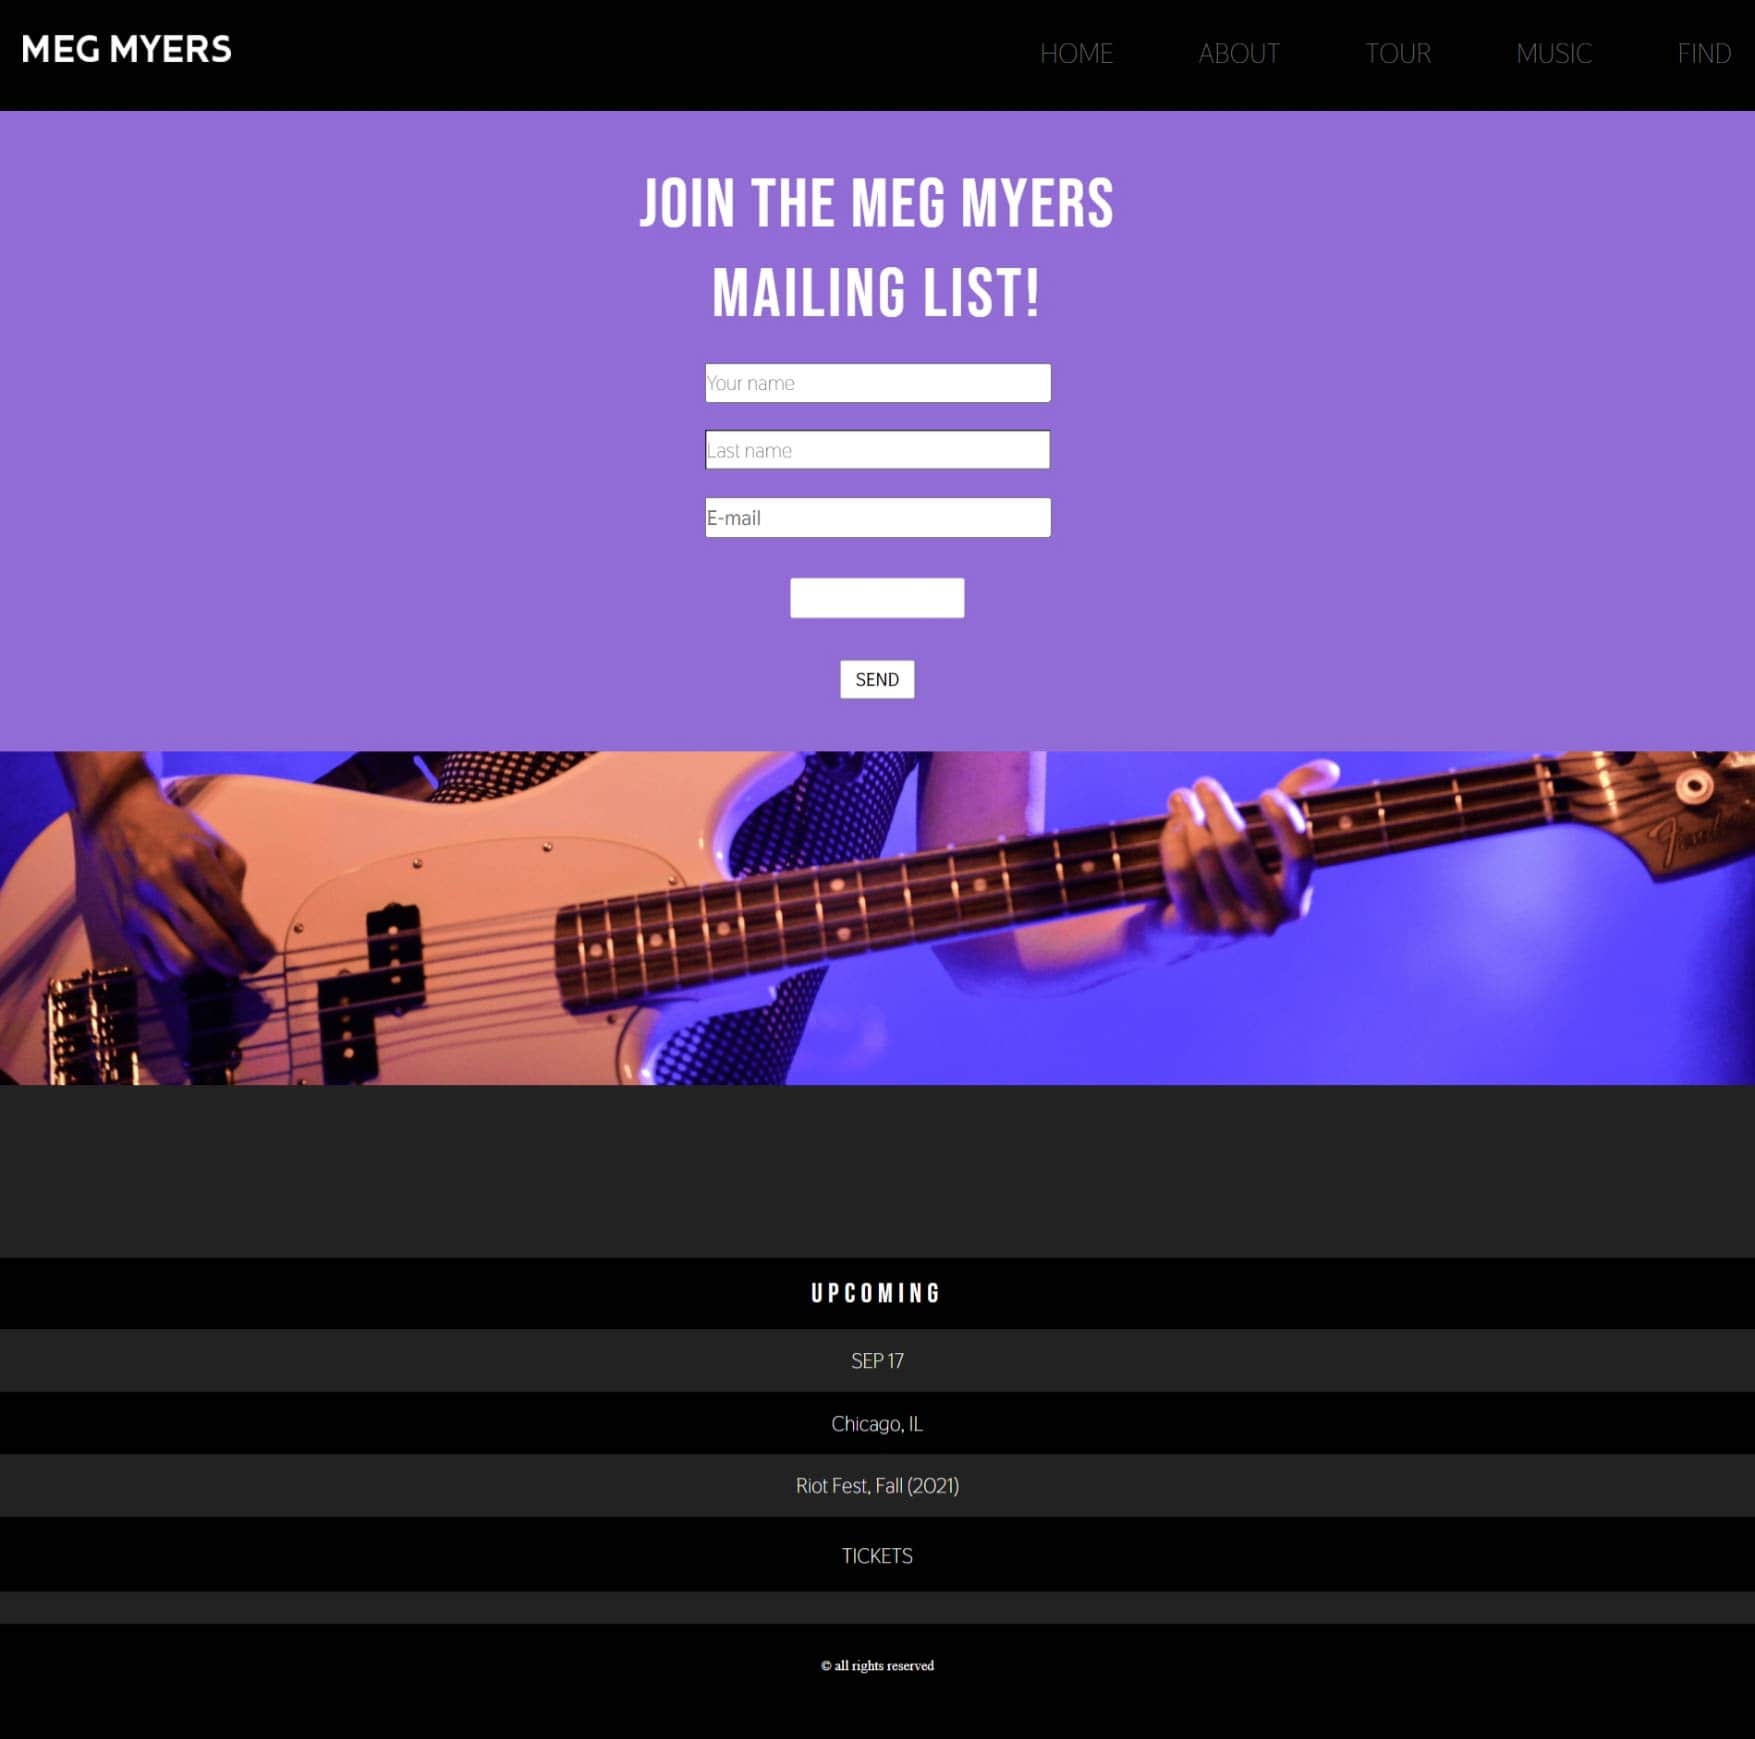 MEG MYERS
HOME ABOUT TOUR MUSIC FIND
JOIN THE MEG MYERS
MAILING LIST!
Your name
Last name
E-mail
SEND
UPCOMING
SEP 17
Chicago, IL
Riot Fest, Fall (2021)
TICKETS
© all rights reserved